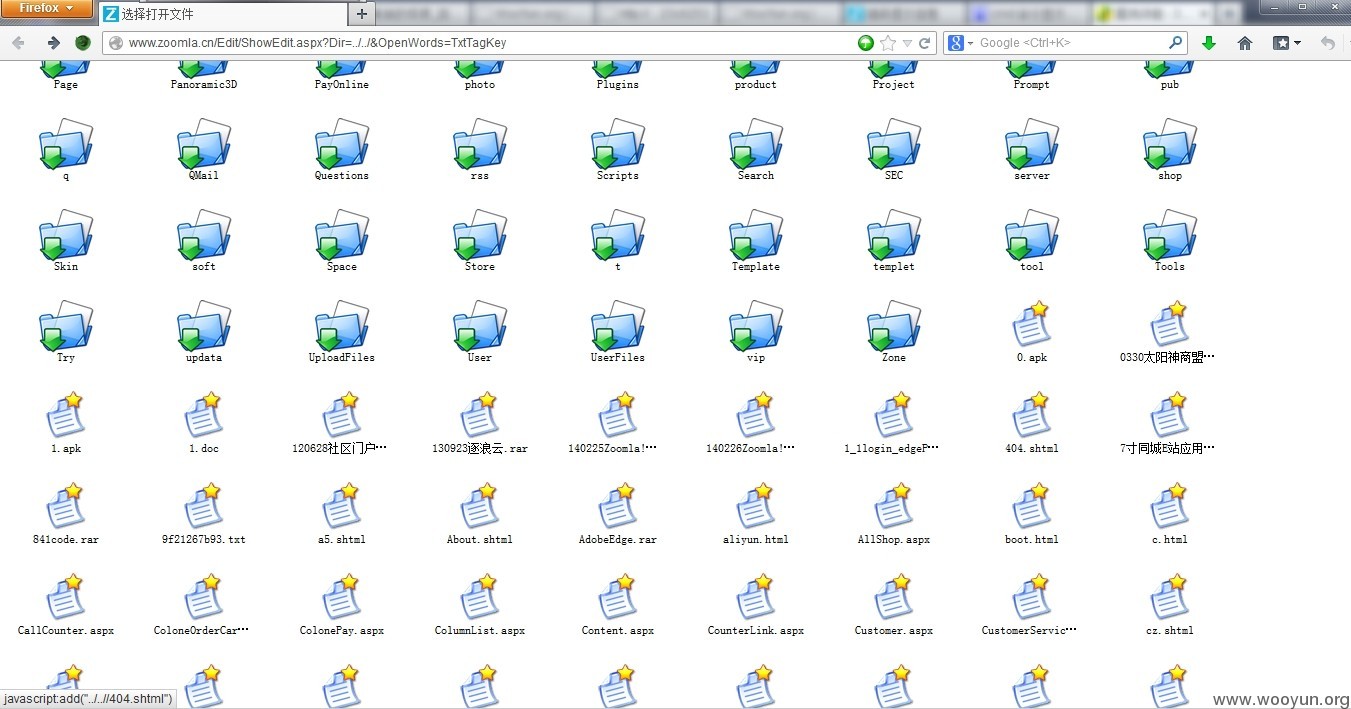 Firefox
选择打开文件
www.zoomla.cn/Edit/ShowEdit.aspx?Dir=../../&OpenWords=TxtTagKey
Google <Ctrl+K>
Page Panoramic3D PayOnline photo Plugins product Project Prompt pub
q QMail Questions rss Scripts Search SEC server shop
Skin soft Space Store t Template templet tool Tools
Try updata UploadFiles User UserFiles vip Zone 0.apk 0330太阳神商盟…
1.apk 1.doc 120628社区门户… 130923逐浪云.rar 140225Zoomla!… 140226Zoomla!… 1_1login_edgeP… 404.shtml 7寸同城E站应用…
841code.rar 9f21267b93.txt a5.shtml About.shtml AdobeEdge.rar aliyun.html AllShop.aspx boot.html c.html
CallCounter.aspx ColoneOrderCar… ColonePay.aspx ColumnList.aspx Content.aspx CounterLink.aspx Customer.aspx CustomerServic… cz.shtml
javascript:add("../..//404.shtml")
www.wooyun.org